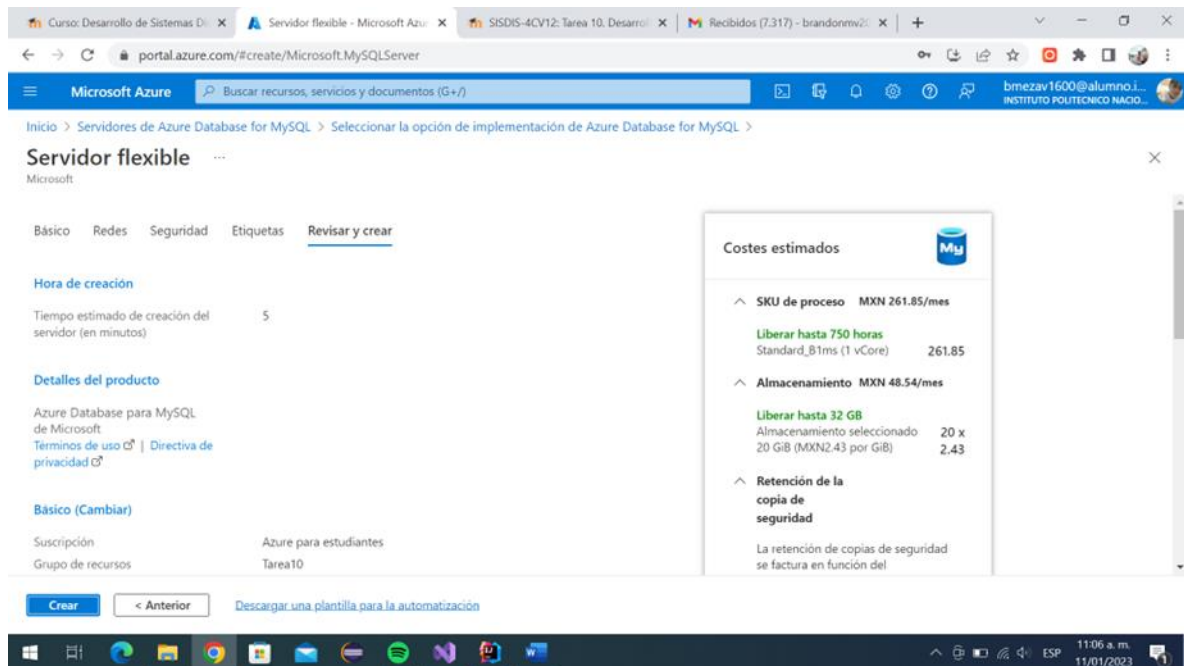 Curso: Desarrollo de Sistemas Di
Servidor flexible - Microsoft Azur
SISDIS-4CV12: Tarea 10. Desarrol
Recibidos (7.317) - brandonmv20
portal.azure.com/#create/Microsoft.MySQLServer
Microsoft Azure
Buscar recursos, servicios y documentos (G+/)
bmezav1600@alumno.i...
INSTITUTO POLITECNICO NACIO...
Inicio > Servidores de Azure Database for MySQL > Seleccionar la opción de implementación de Azure Database for MySQL >
Servidor flexible ...
Microsoft
Básico Redes Seguridad Etiquetas Revisar y crear
Hora de creación
Tiempo estimado de creación del 5
servidor (en minutos)
Detalles del producto
Azure Database para MySQL
de Microsoft
Términos de uso | Directiva de
privacidad
Básico (Cambiar)
Suscripción Azure para estudiantes
Grupo de recursos Tarea10
Costes estimados
My
SKU de proceso MXN 261.85/mes
Liberar hasta 750 horas
Standard_B1ms (1 vCore) 261.85
Almacenamiento MXN 48.54/mes
Liberar hasta 32 GB
Almacenamiento seleccionado 20 x
20 GiB (MXN2.43 por GiB) 2.43
Retención de la
copia de
seguridad
La retención de copias de seguridad
se factura en función del
Crear < Anterior Descargar una plantilla para la automatización
ESP
11:06 a. m.
11/01/2023